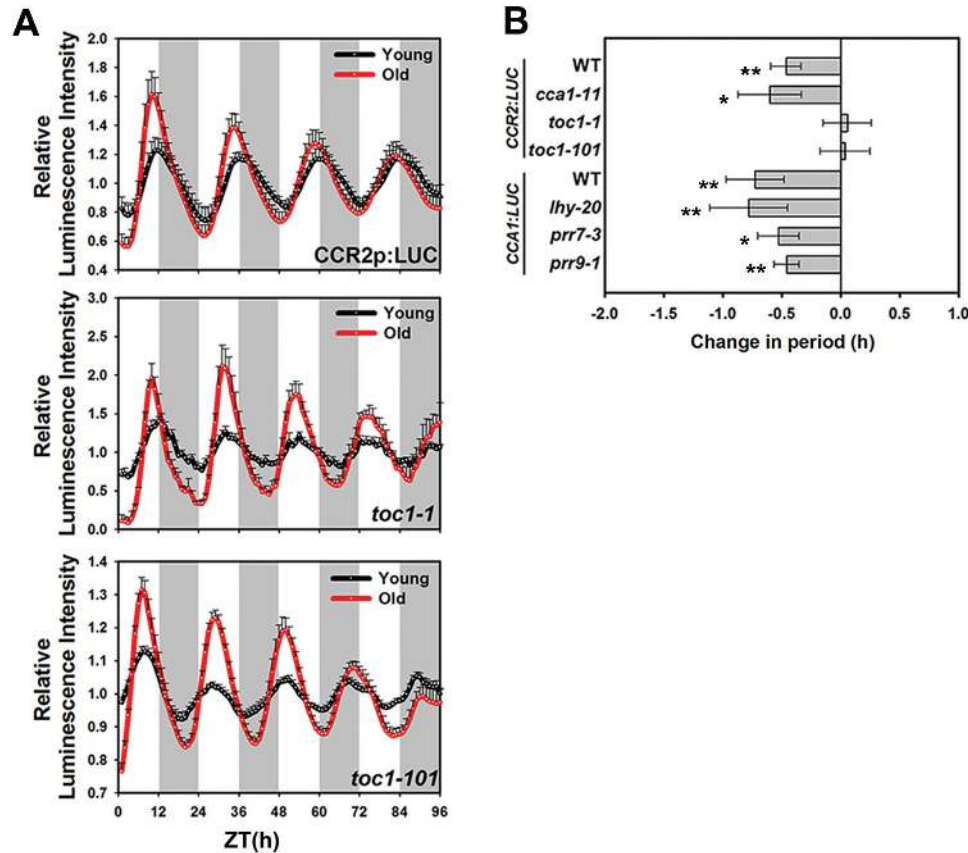 A
Relative
Luminescence Intensity
2.0
1.8
1.6
1.4
1.2
1.0
0.8
0.6
0.4
Young
Old
CCR2p:LUC
Relative
Luminescence Intensity
3.0
2.5
2.0
1.5
1.0
0.5
0.0
Young
Old
toc1-1
Relative
Luminescence Intensity
1.4
1.3
1.2
1.1
1.0
0.9
0.8
0.7
Young
Old
toc1-101
0 12 24 36 48 60 72 84 96
ZT(h)
B
CCR2:LUC
WT **
cca1-11 *
toc1-1
toc1-101
CCA1:LUC
WT **
lhy-20 **
prr7-3 *
prr9-1 **
-2.0 -1.5 -1.0 -0.5 0.0 0.5 1.0
Change in period (h)